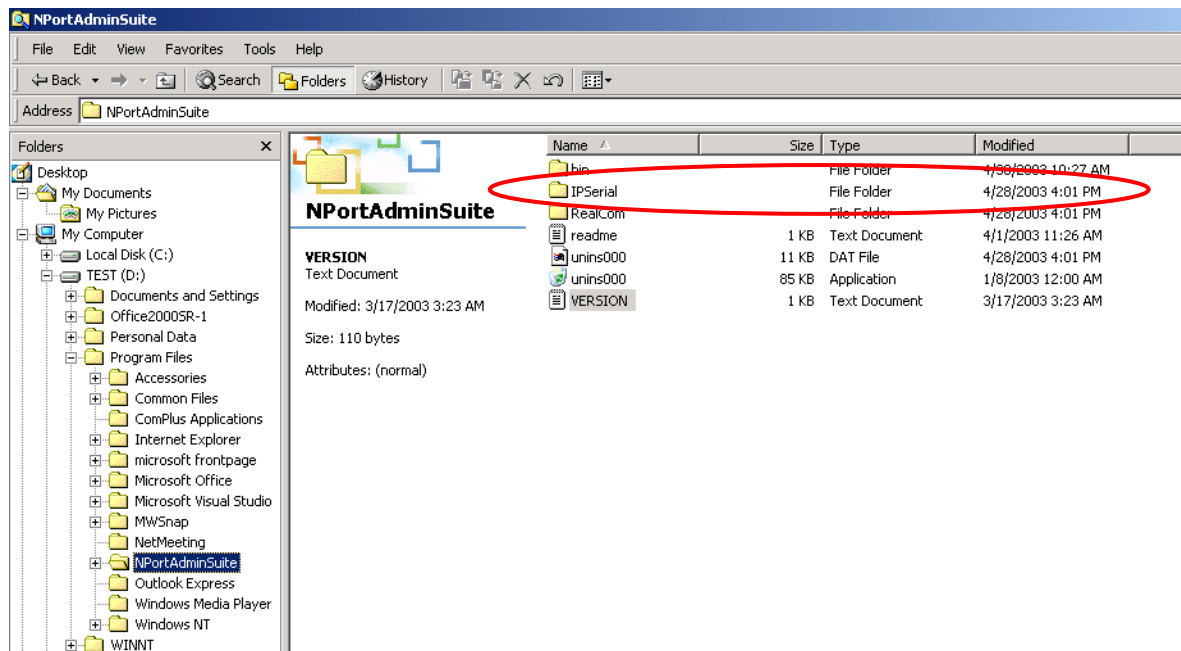 NPortAdminSuite
File Edit View Favorites Tools Help
Back Search Folders History
Address NPortAdminSuite
Folders
Desktop
My Documents
My Pictures
My Computer
Local Disk (C:)
TEST (D:)
Documents and Settings
Office2000SR-1
Personal Data
Program Files
Accessories
Common Files
ComPlus Applications
Internet Explorer
microsoft frontpage
Microsoft Office
Microsoft Visual Studio
MWSnap
NetMeeting
NPortAdminSuite
Outlook Express
Windows Media Player
Windows NT
WINNT
NPortAdminSuite
VERSION
Text Document
Modified: 3/17/2003 3:23 AM
Size: 110 bytes
Attributes: (normal)
Name Size Type Modified
bin File Folder 4/30/2003 10:27 AM
IPSerial File Folder 4/28/2003 4:01 PM
RealCom File Folder 4/28/2003 4:01 PM
readme 1 KB Text Document 4/1/2003 11:26 AM
unins000 11 KB DAT File 4/28/2003 4:01 PM
unins000 85 KB Application 1/8/2003 12:00 AM
VERSION 1 KB Text Document 3/17/2003 3:23 AM